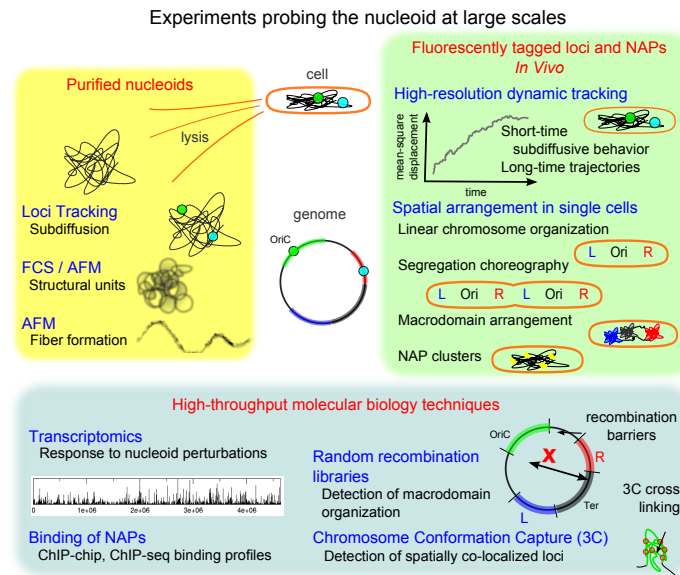 Experiments probing the nucleoid at large scales
Purified nucleoids
cell
lysis
Loci Tracking
Subdiffusion
FCS / AFM
Structural units
AFM
Fiber formation
genome
OriC
Fluorescently tagged loci and NAPs
In Vivo
High-resolution dynamic tracking
mean-square
displacement
time
Short-time
subdiffusive behavior
Long-time trajectories
Spatial arrangement in single cells
Linear chromosome organization
L Ori R
Segregation choreography
L Ori R L Ori R
Macrodomain arrangement
NAP clusters
High-throughput molecular biology techniques
Transcriptomics
Response to nucleoid perturbations
0 1e+06 2e+06 3e+06 4e+06
Binding of NAPs
ChIP-chip, ChIP-seq binding profiles
Random recombination
libraries
Detection of macrodomain
organization
Chromosome Conformation Capture (3C)
Detection of spatially co-localized loci
recombination
barriers
OriC
X
R
Ter
L
3C cross
linking